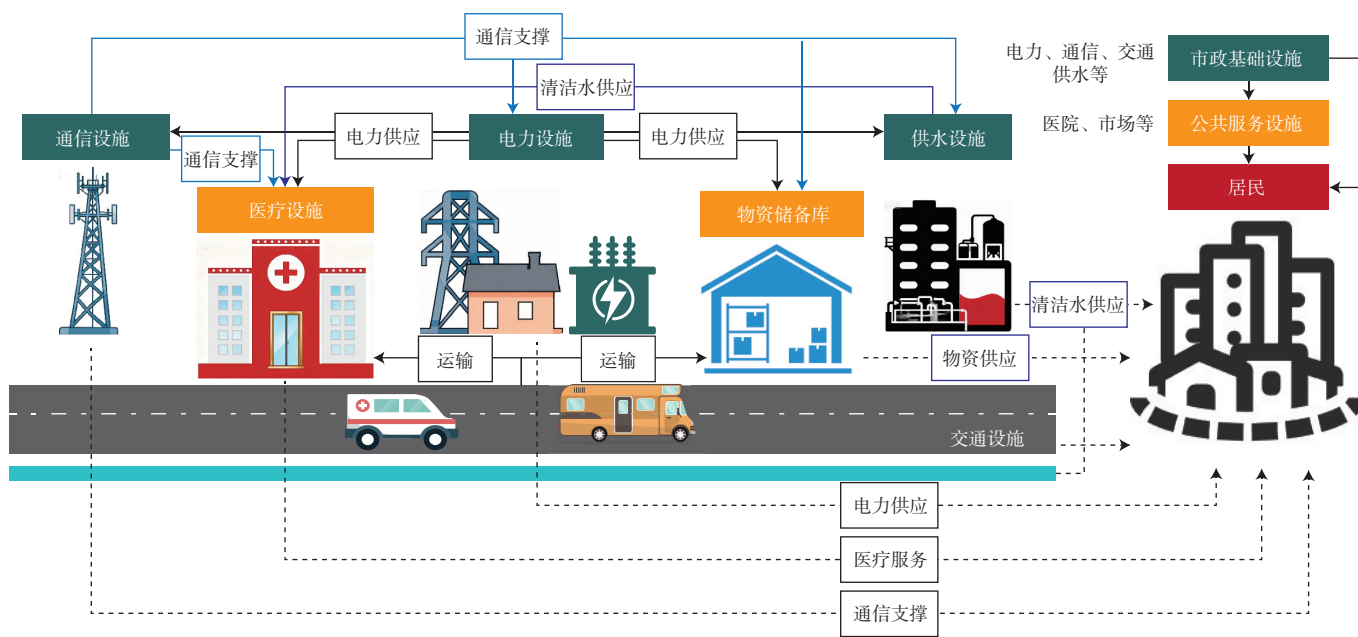 通信支撑
电力、通信、交通
供水等
市政基础设施
清洁水供应
医院、市场等
公共服务设施
通信设施
电力供应
电力设施
电力供应
供水设施
通信支撑
居民
医疗设施
物资储备库
清洁水供应
运输
运输
物资供应
交通设施
电力供应
医疗服务
通信支撑